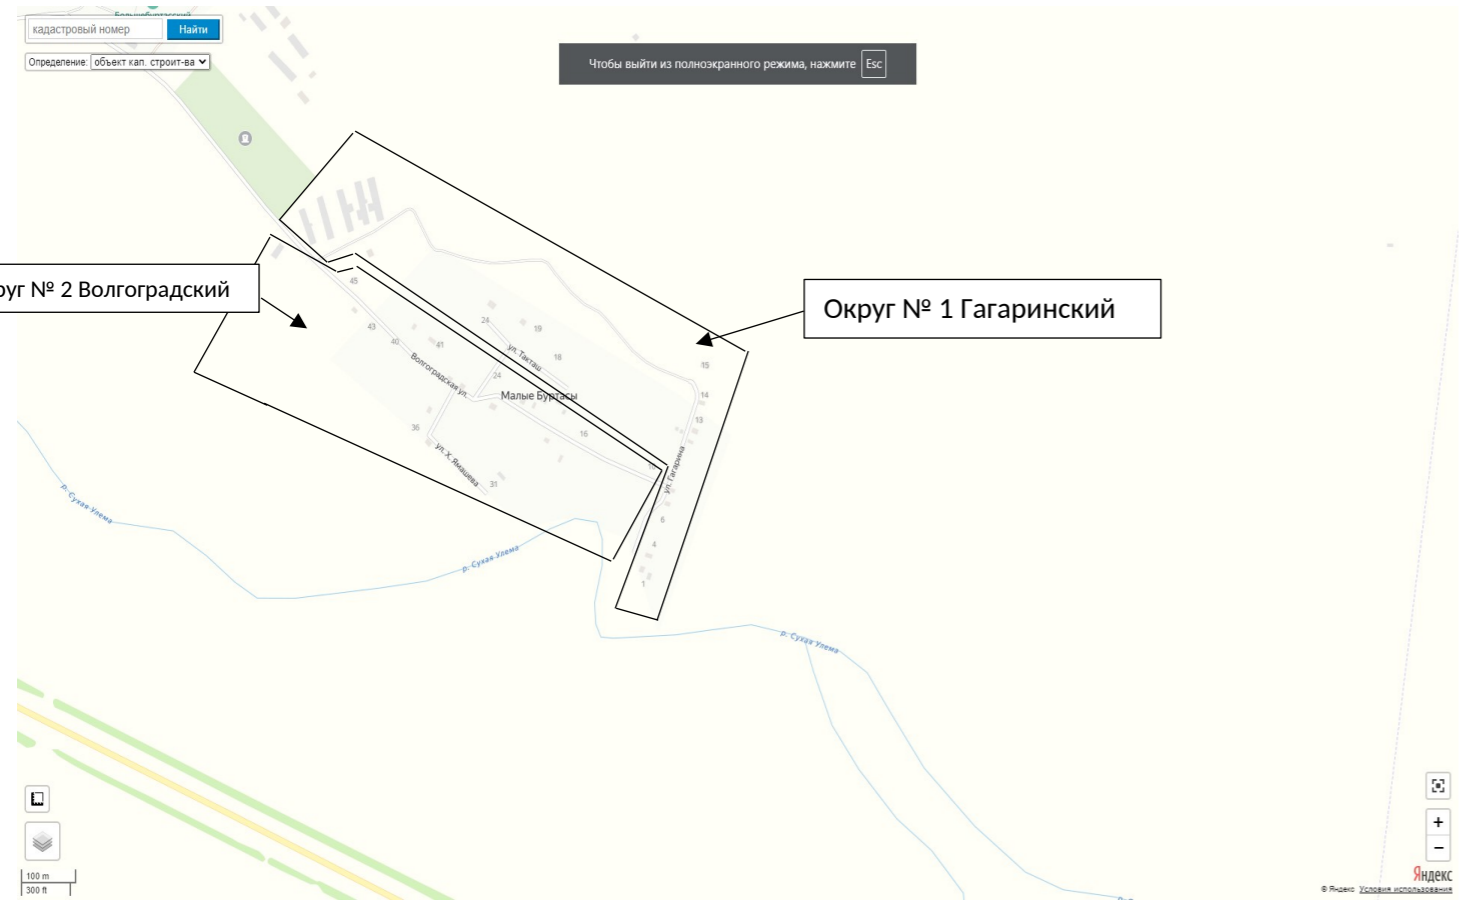 Большебуртасский
кадастровый номер
Найти
Определение: объект кап. строит-ва
Чтобы выйти из полноэкранного режима, нажмите Esc
руг № 2 Волгоградский
Округ № 1 Гагаринский
45
43
40
41
24
19
18
ул. Такташ
15
14
13
Волгоградская ул.
24
Малые Буртасы
16
36
ул. Х. Ямашева
31
ул. Гагарина
6
4
1
р. Сухая Улема
р. Сухая Улема
р. Сухая Улема
100 m
300 ft
+
−
Яндекс
© Яндекс Условия использования